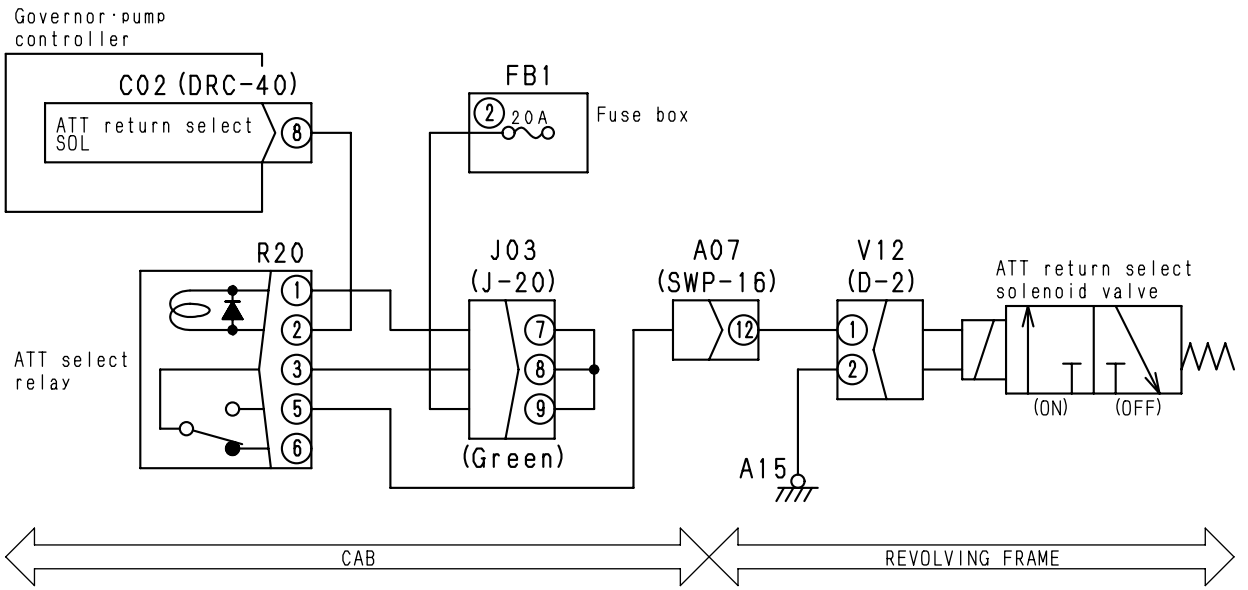 Governor·pump
controller
C02 (DRC-40)
ATT return select
SOL
8
FB1
2
20A
Fuse box
R20
1
2
3
5
6
ATT select
relay
J03
(J-20)
7
8
9
(Green)
A07
(SWP-16)
12
V12
(D-2)
1
2
A15
ATT return select
solenoid valve
(ON)
(OFF)
CAB
REVOLVING FRAME